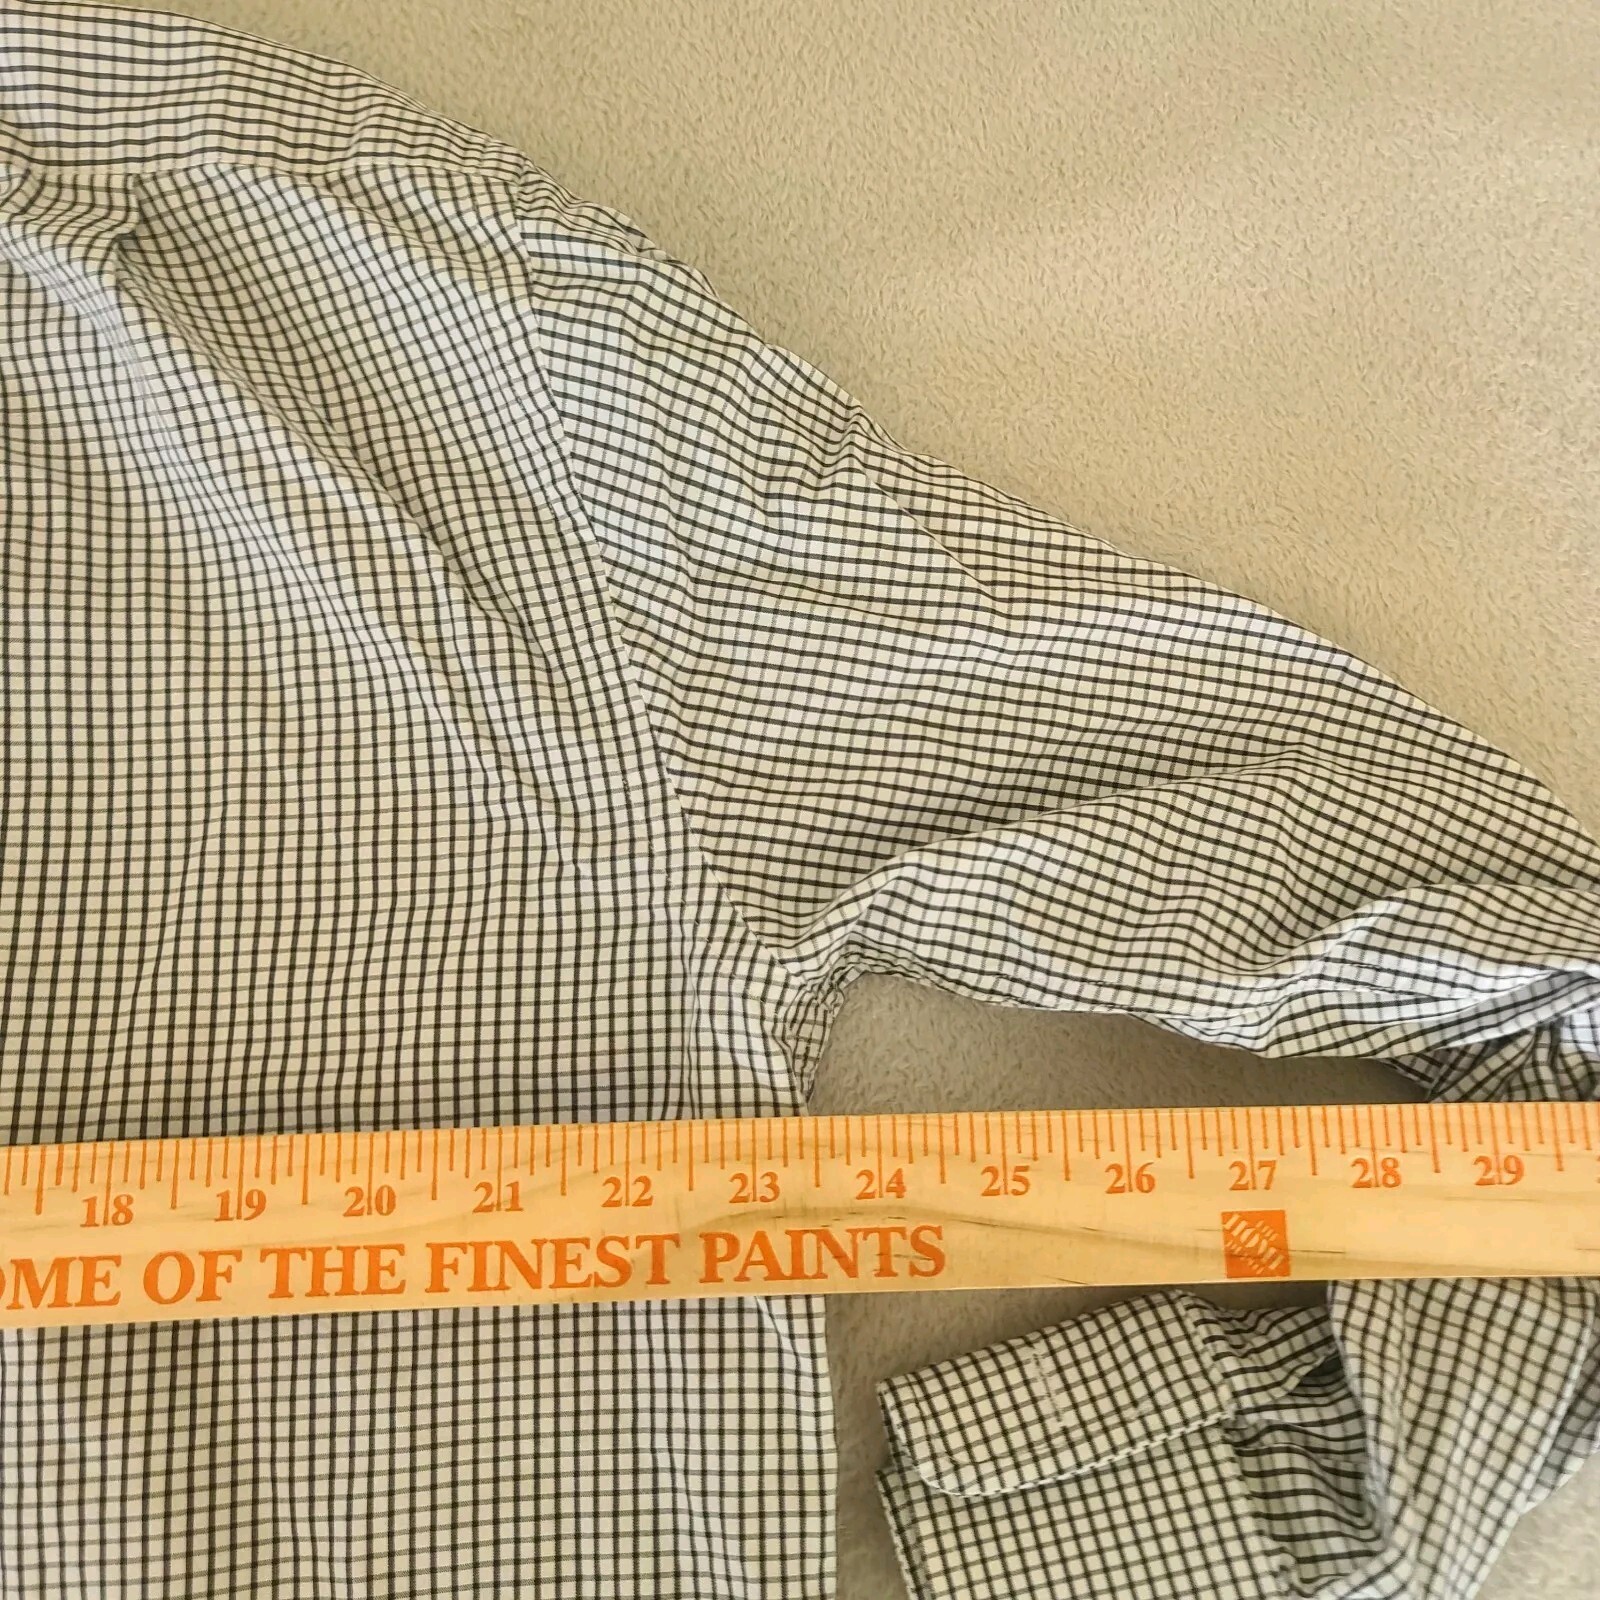 18 19 20 21 22 23 24 25 26 27 28 29
OME OF THE FINEST PAINTS